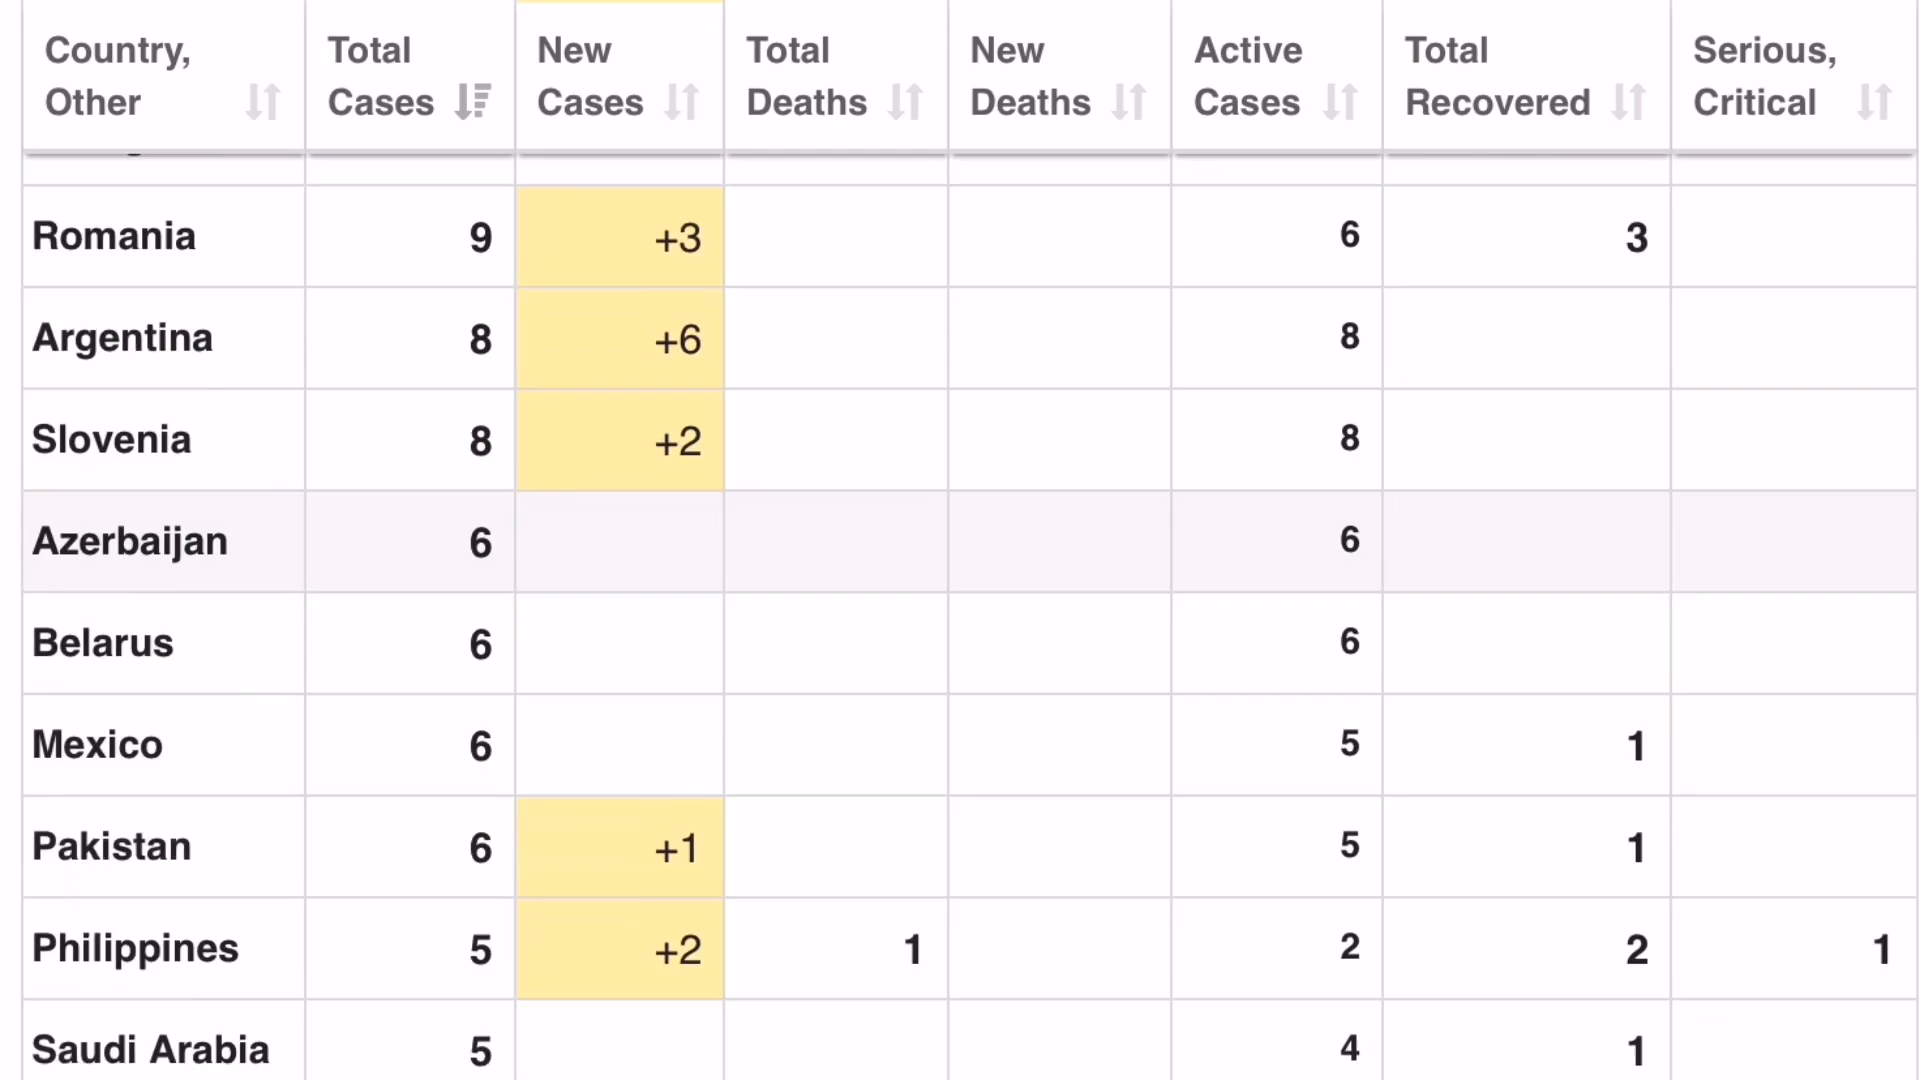 Country, Other Total Cases New Cases Total Deaths New Deaths Active Cases Total Recovered Serious, Critical
Romania 9 +3 6 3
Argentina 8 +6 8
Slovenia 8 +2 8
Azerbaijan 6 6
Belarus 6 6
Mexico 6 5 1
Pakistan 6 +1 5 1
Philippines 5 +2 1 2 2 1
Saudi Arabia 5 4 1